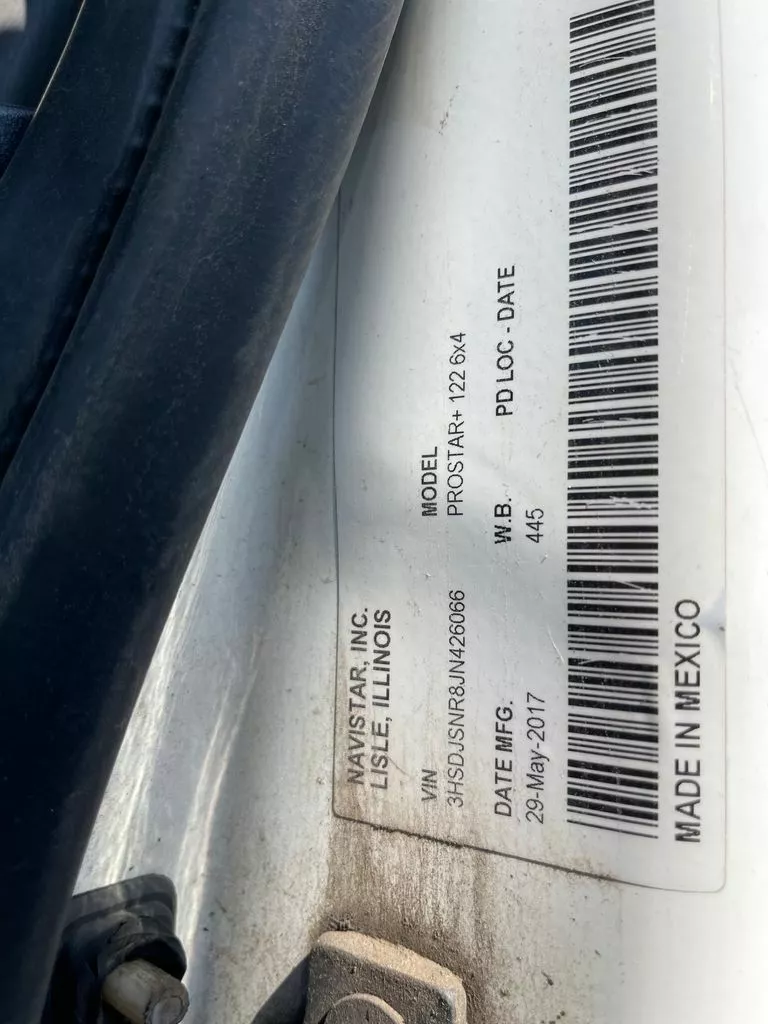 NAVISTAR, INC.
LISLE, ILLINOIS
VIN MODEL
3HSDJSNR8JN426066 PROSTAR+ 122 6x4
DATE MFG. W.B. PD LOC - DATE
29-May-2017 445
MADE IN MEXICO